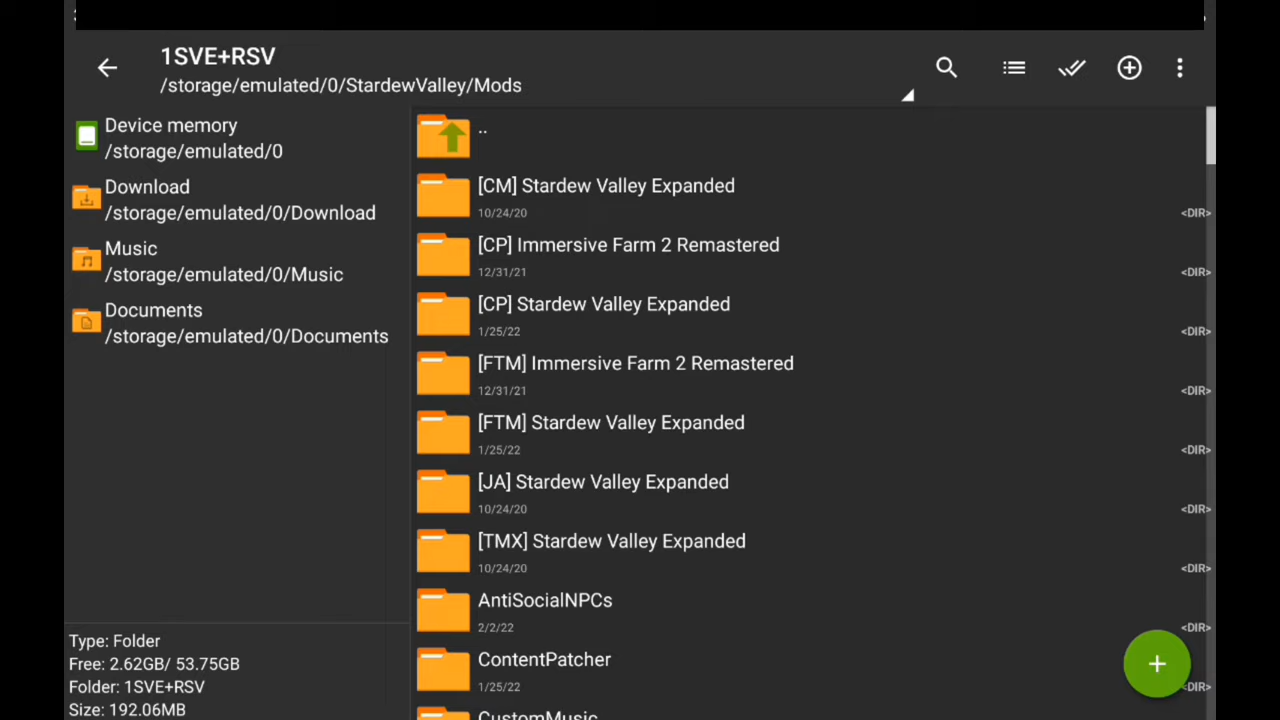 1SVE+RSV
/storage/emulated/0/StardewValley/Mods
Device memory
/storage/emulated/0
Download
/storage/emulated/0/Download
Music
/storage/emulated/0/Music
Documents
/storage/emulated/0/Documents
Type: Folder
Free: 2.62GB/ 53.75GB
Folder: 1SVE+RSV
Size: 192.06MB
..
[CM] Stardew Valley Expanded
10/24/20 <DIR>
[CP] Immersive Farm 2 Remastered
12/31/21 <DIR>
[CP] Stardew Valley Expanded
1/25/22 <DIR>
[FTM] Immersive Farm 2 Remastered
12/31/21 <DIR>
[FTM] Stardew Valley Expanded
1/25/22 <DIR>
[JA] Stardew Valley Expanded
10/24/20 <DIR>
[TMX] Stardew Valley Expanded
10/24/20 <DIR>
AntiSocialNPCs
2/2/22 <DIR>
ContentPatcher
1/25/22 <DIR>
CustomMusic